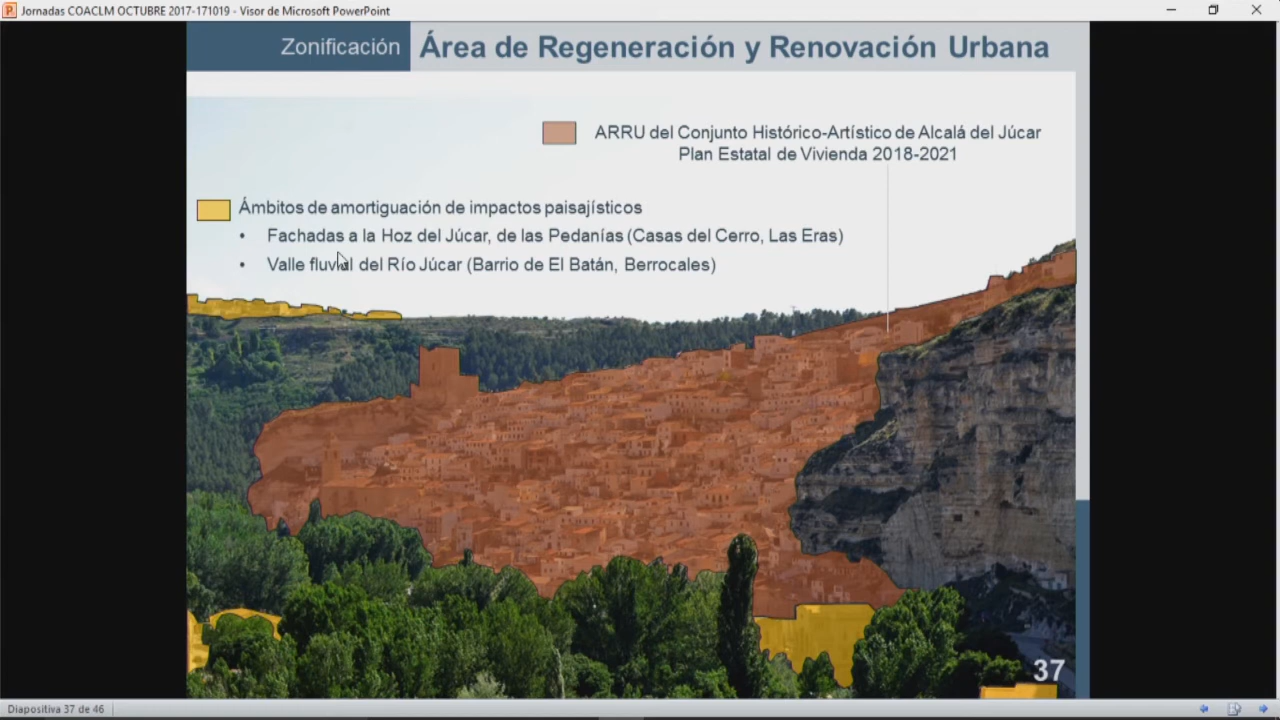 Jornadas COACLM OCTUBRE 2017-171019 - Visor de Microsoft PowerPoint
Zonificación
Área de Regeneración y Renovación Urbana
ARRU del Conjunto Histórico-Artístico de Alcalá del Júcar
Plan Estatal de Vivienda 2018-2021
Ámbitos de amortiguación de impactos paisajísticos
• Fachadas a la Hoz del Júcar, de las Pedanías (Casas del Cerro, Las Eras)
• Valle fluvial del Río Júcar (Barrio de El Batán, Berrocales)
37
Diapositiva 37 de 46